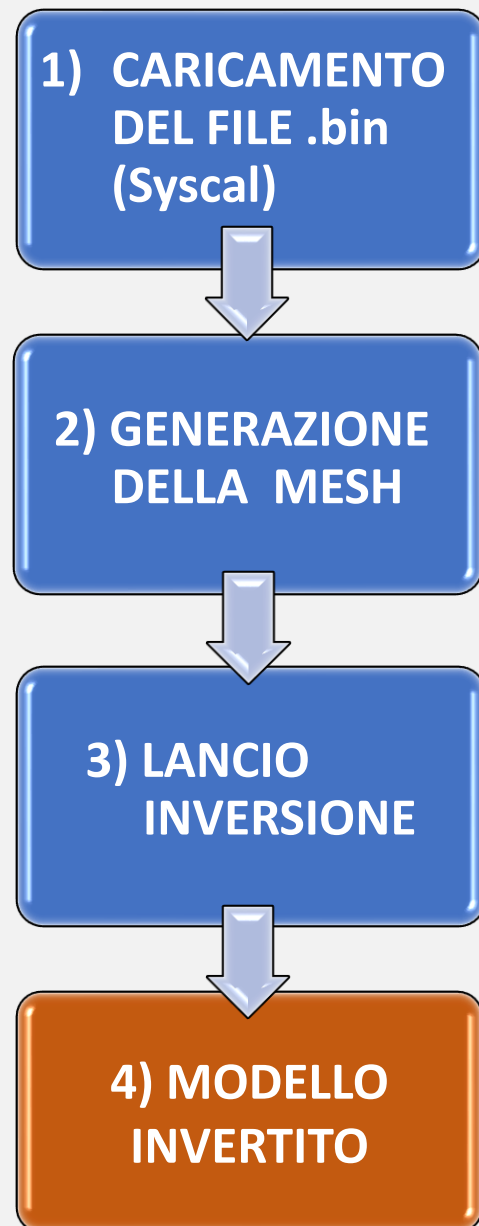 1) CARICAMENTO
DEL FILE .bin
(Syscal)
2) GENERAZIONE
DELLA MESH
3) LANCIO
INVERSIONE
4) MODELLO
INVERTITO